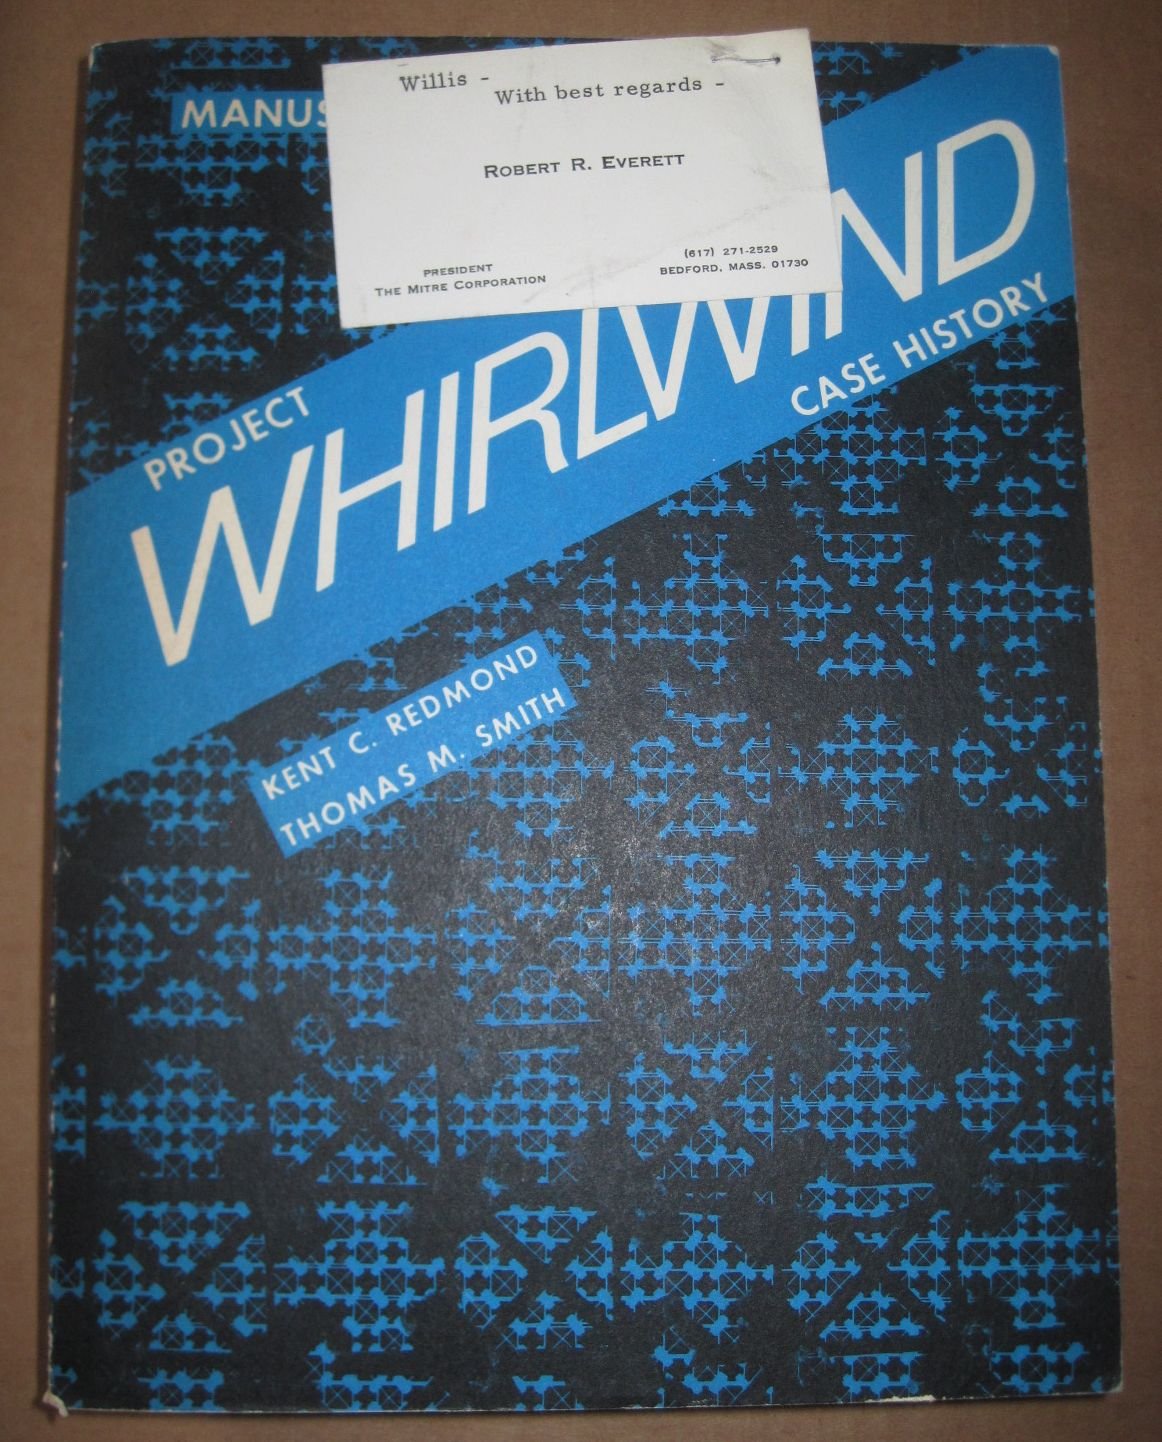 Willis -
With best regards -
ROBERT R. EVERETT
PRESIDENT
THE MITRE CORPORATION
(617) 271-2529
BEDFORD, MASS. 01730
MANUS
PROJECT
WHIRLWIND
CASE HISTORY
KENT C. REDMOND
THOMAS M. SMITH